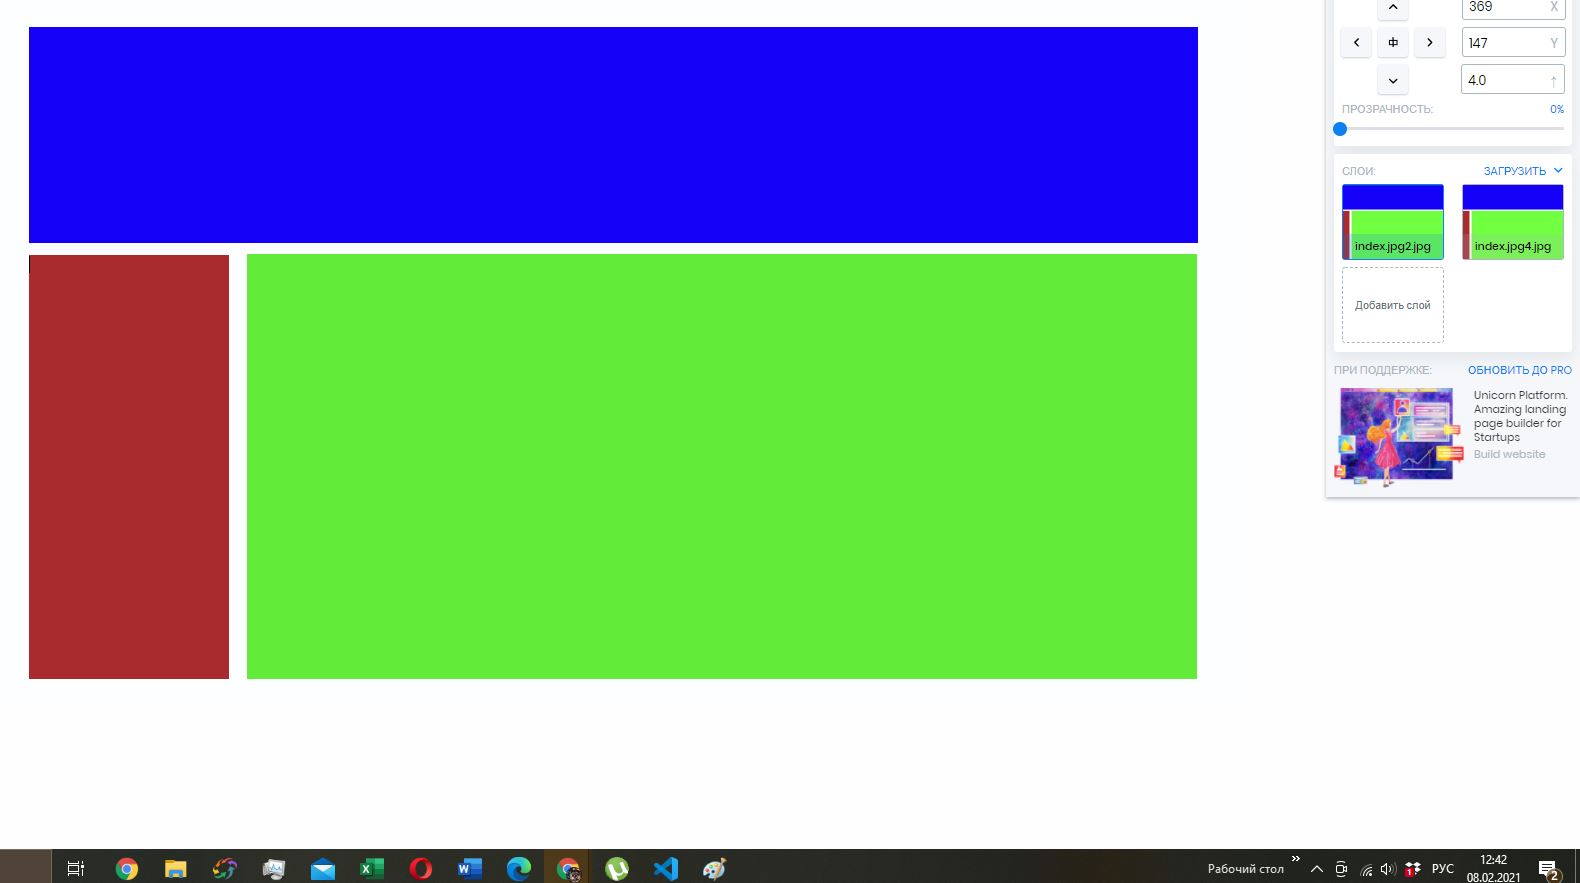 369 X
147 Y
4.0 ↑
ПРОЗРАЧНОСТЬ: 0%
СЛОИ: ЗАГРУЗИТЬ
index.jpg2.jpg index.jpg4.jpg
Добавить слой
ПРИ ПОДДЕРЖКЕ: ОБНОВИТЬ ДО PRO
Unicorn Platform.
Amazing landing
page builder for
Startups
Build website
Рабочий стол » РУС
12:42
08.02.2021
1
2